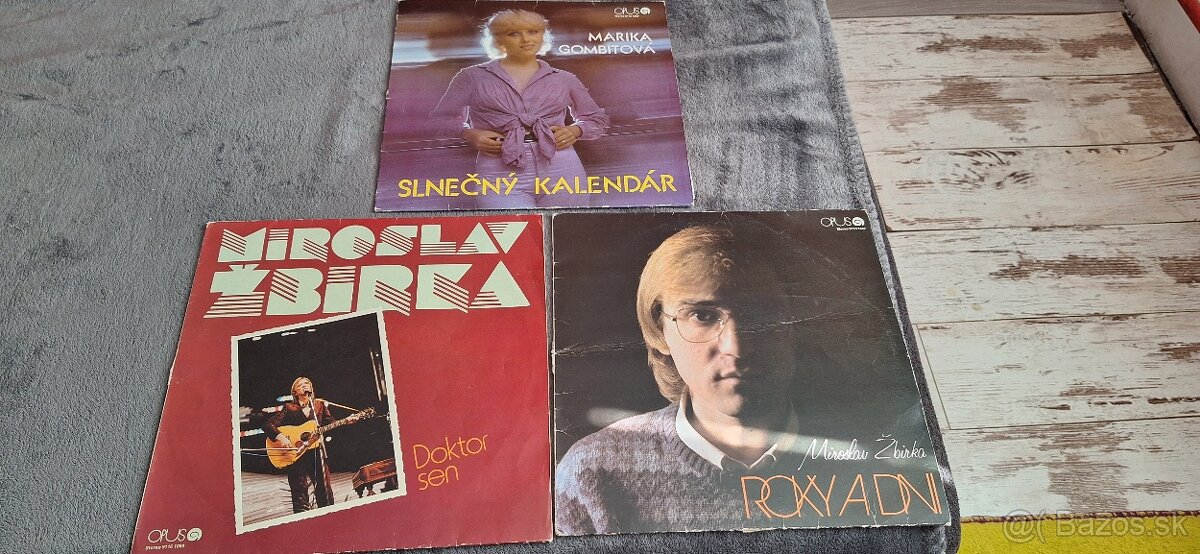 OPUS
MARIKA
GOMBITOVÁ
SLNEČNÝ KALENDÁR
MIROSLAV
ŽBIRKA
Doktor
sen
OPUS
OPUS
Miroslav Žbirka
ROKY A DNI
@( Bazos.sk